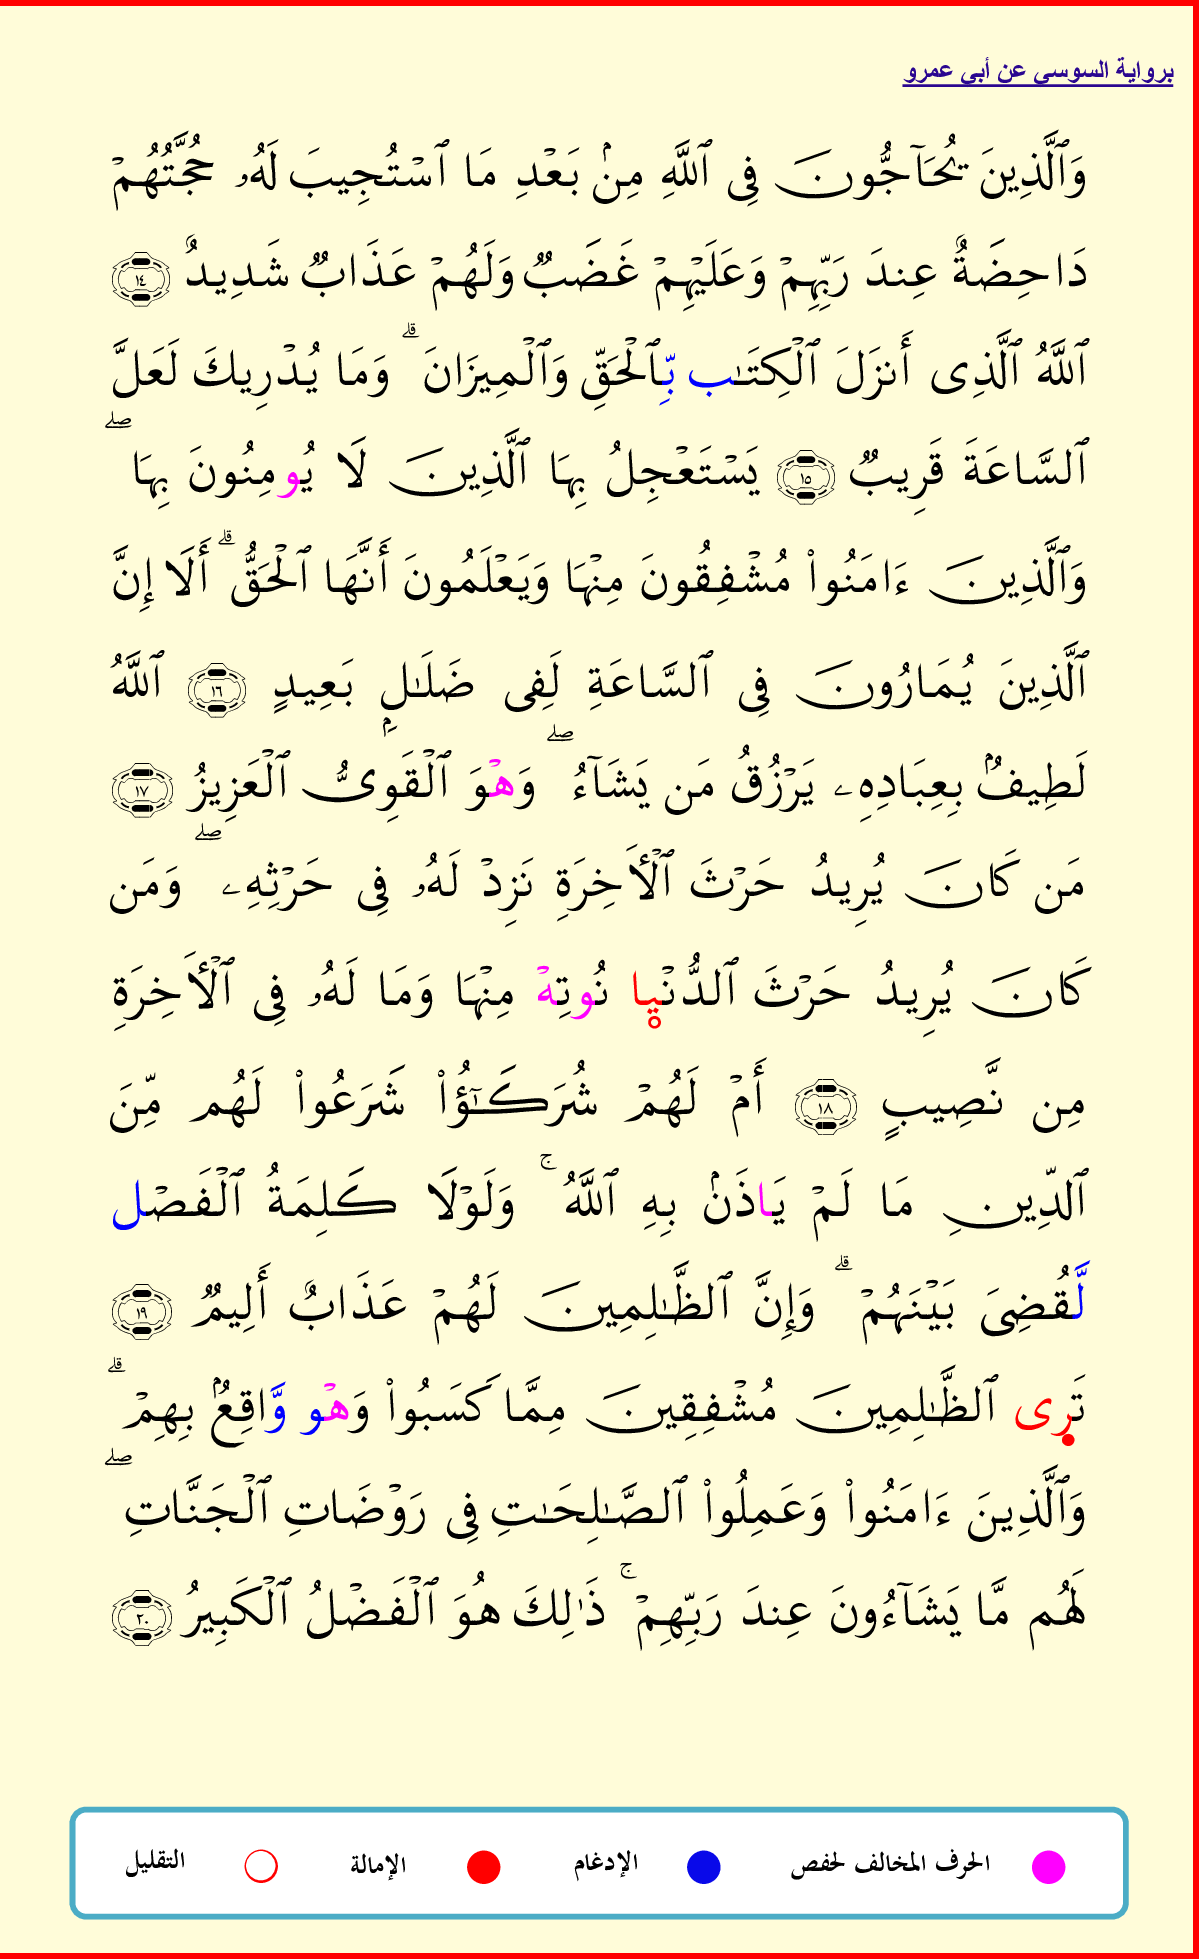 برواية السوسي عن أبي عمرو
وَٱلَّذِينَ يُحَآجُّونَ فِى ٱللَّهِ مِنۢ بَعۡدِ مَا ٱسۡتُجِيبَ لَهُۥ حُجَّتُهُمۡ
دَاحِضَةٌ عِندَ رَبِّهِمۡ وَعَلَيۡهِمۡ غَضَبٌ وَلَهُمۡ عَذَابٌ شَدِيدٌ ١٤
ٱللَّهُ ٱلَّذِى أَنزَلَ ٱلۡكِتَٰب بِّٱلۡحَقِّ وَٱلۡمِيزَانَ ۗ وَمَا يُدۡرِيكَ لَعَلَّ
ٱلسَّاعَةَ قَرِيبٌ ١٥ يَسۡتَعۡجِلُ بِهَا ٱلَّذِينَ لَا يُومِنُونَ بِهَا ۖ
وَٱلَّذِينَ ءَامَنُواْ مُشۡفِقُونَ مِنۡهَا وَيَعۡلَمُونَ أَنَّهَا ٱلۡحَقُّ ۗ أَلَا إِنَّ
ٱلَّذِينَ يُمَارُونَ فِى ٱلسَّاعَةِ لَفِى ضَلَٰلِۭ بَعِيدٍ ١٦ ٱللَّهُ
لَطِيفُۢ بِعِبَادِهِۦ يَرۡزُقُ مَن يَشَآءُ ۖ وَهۡوَ ٱلۡقَوِىُّ ٱلۡعَزِيزُ ١٧
مَن كَانَ يُرِيدُ حَرۡثَ ٱلۡأَخِرَةِ نَزِدۡ لَهُۥ فِى حَرۡثِهِۦ ۖ وَمَن
كَانَ يُرِيدُ حَرۡثَ ٱلدُّنۡيا نُوتِهۡ مِنۡهَا وَمَا لَهُۥ فِى ٱلۡأَخِرَةِ
مِن نَّصِيبٍ ١٨ أَمۡ لَهُمۡ شُرَكَٰٓؤُاْ شَرَعُواْ لَهُم مِّنَ
ٱلدِّينِ مَا لَمۡ يَاذَنۢ بِهِ ٱللَّهُ ۚ وَلَوۡلَا كَلِمَةُ ٱلۡفَصۡل
لَّقُضِىَ بَيۡنَهُمۡ ۗ وَإِنَّ ٱلظَّٰلِمِينَ لَهُمۡ عَذَابٌ أَلِيمٌ ١٩
تَرِى ٱلظَّٰلِمِينَ مُشۡفِقِينَ مِمَّا كَسَبُواْ وَهۡو وَّاقِعُۢ بِهِمۡ ۗ
وَٱلَّذِينَ ءَامَنُواْ وَعَمِلُواْ ٱلصَّٰلِحَٰتِ فِى رَوۡضَاتِ ٱلۡجَنَّاتِ ۖ
لَهُم مَّا يَشَآءُونَ عِندَ رَبِّهِمۡ ۚ ذَٰلِكَ هُوَ ٱلۡفَضۡلُ ٱلۡكَبِيرُ ٢٠
الحرف المخالف لحفص الإدغام الإمالة التقليل